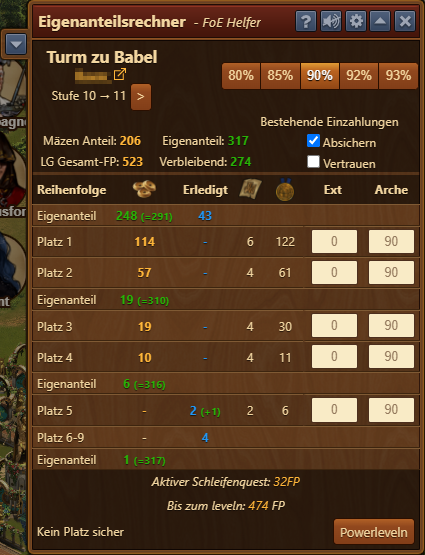 Eigenanteilsrechner - FoE Helfer ?
Turm zu Babel
Stufe 10 → 11 >
80% 85% 90% 92% 93%
Bestehende Einzahlungen
Mäzen Anteil: 206 Eigenanteil: 317 Absichern
LG Gesamt-FP: 523 Verbleibend: 274 Vertrauen
Reihenfolge Erledigt Ext Arche
Eigenanteil 248 (=291) 43
Platz 1 114 - 6 122 0 90
Platz 2 57 - 4 61 0 90
Eigenanteil 19 (=310)
Platz 3 19 - 4 30 0 90
Platz 4 10 - 4 11 0 90
Eigenanteil 6 (=316)
Platz 5 - 2 (+1) 2 6 0 90
Platz 6-9 - 4
Eigenanteil 1 (=317)
Aktiver Schleifenquest: 32FP
Bis zum leveln: 474 FP
Kein Platz sicher Powerleveln